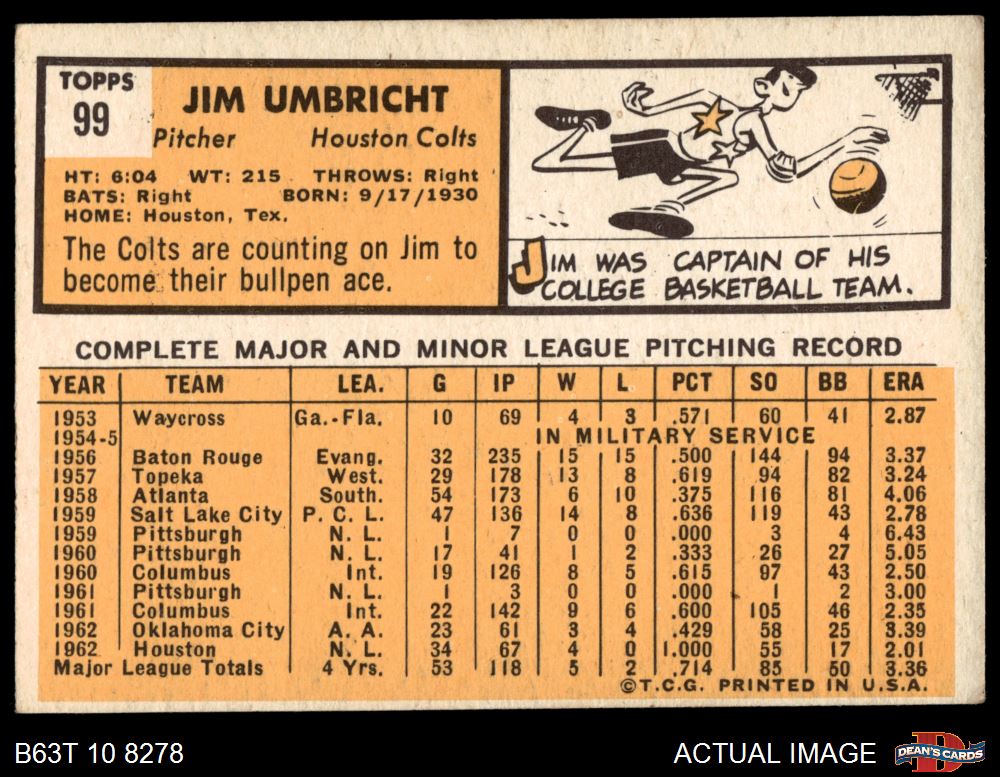 TOPPS
99
JIM UMBRICHT
Pitcher Houston Colts
HT: 6:04 WT: 215 THROWS: Right
BATS: Right BORN: 9/17/1930
HOME: Houston, Tex.
The Colts are counting on Jim to
become their bullpen ace.
JIM WAS CAPTAIN OF HIS
COLLEGE BASKETBALL TEAM.
COMPLETE MAJOR AND MINOR LEAGUE PITCHING RECORD
YEAR TEAM LEA. G IP W L PCT SO BB ERA
1953 Waycross Ga.-Fla. 10 69 4 3 .571 60 41 2.87
1954-5 IN MILITARY SERVICE
1956 Baton Rouge Evang. 32 235 15 15 .500 144 94 3.37
1957 Topeka West. 29 178 13 8 .619 94 82 3.24
1958 Atlanta South. 54 173 6 10 .375 116 81 4.06
1959 Salt Lake City P. C. L. 47 136 14 8 .636 119 43 2.78
1959 Pittsburgh N. L. 1 7 0 0 .000 3 4 6.43
1960 Pittsburgh N. L. 17 41 1 2 .333 26 27 5.05
1960 Columbus Int. 19 126 8 5 .615 97 43 2.50
1961 Pittsburgh N. L. 1 3 0 0 .000 1 2 3.00
1961 Columbus Int. 22 142 9 6 .600 105 46 2.35
1962 Oklahoma City A. A. 23 61 3 4 .429 58 25 3.39
1962 Houston N. L. 34 67 4 0 1.000 55 17 2.01
Major League Totals 4 Yrs. 53 118 5 2 .714 85 50 3.36
©T.C.G. PRINTED IN U.S.A.
B63T 10 8278
ACTUAL IMAGE
DEAN'S CARDS